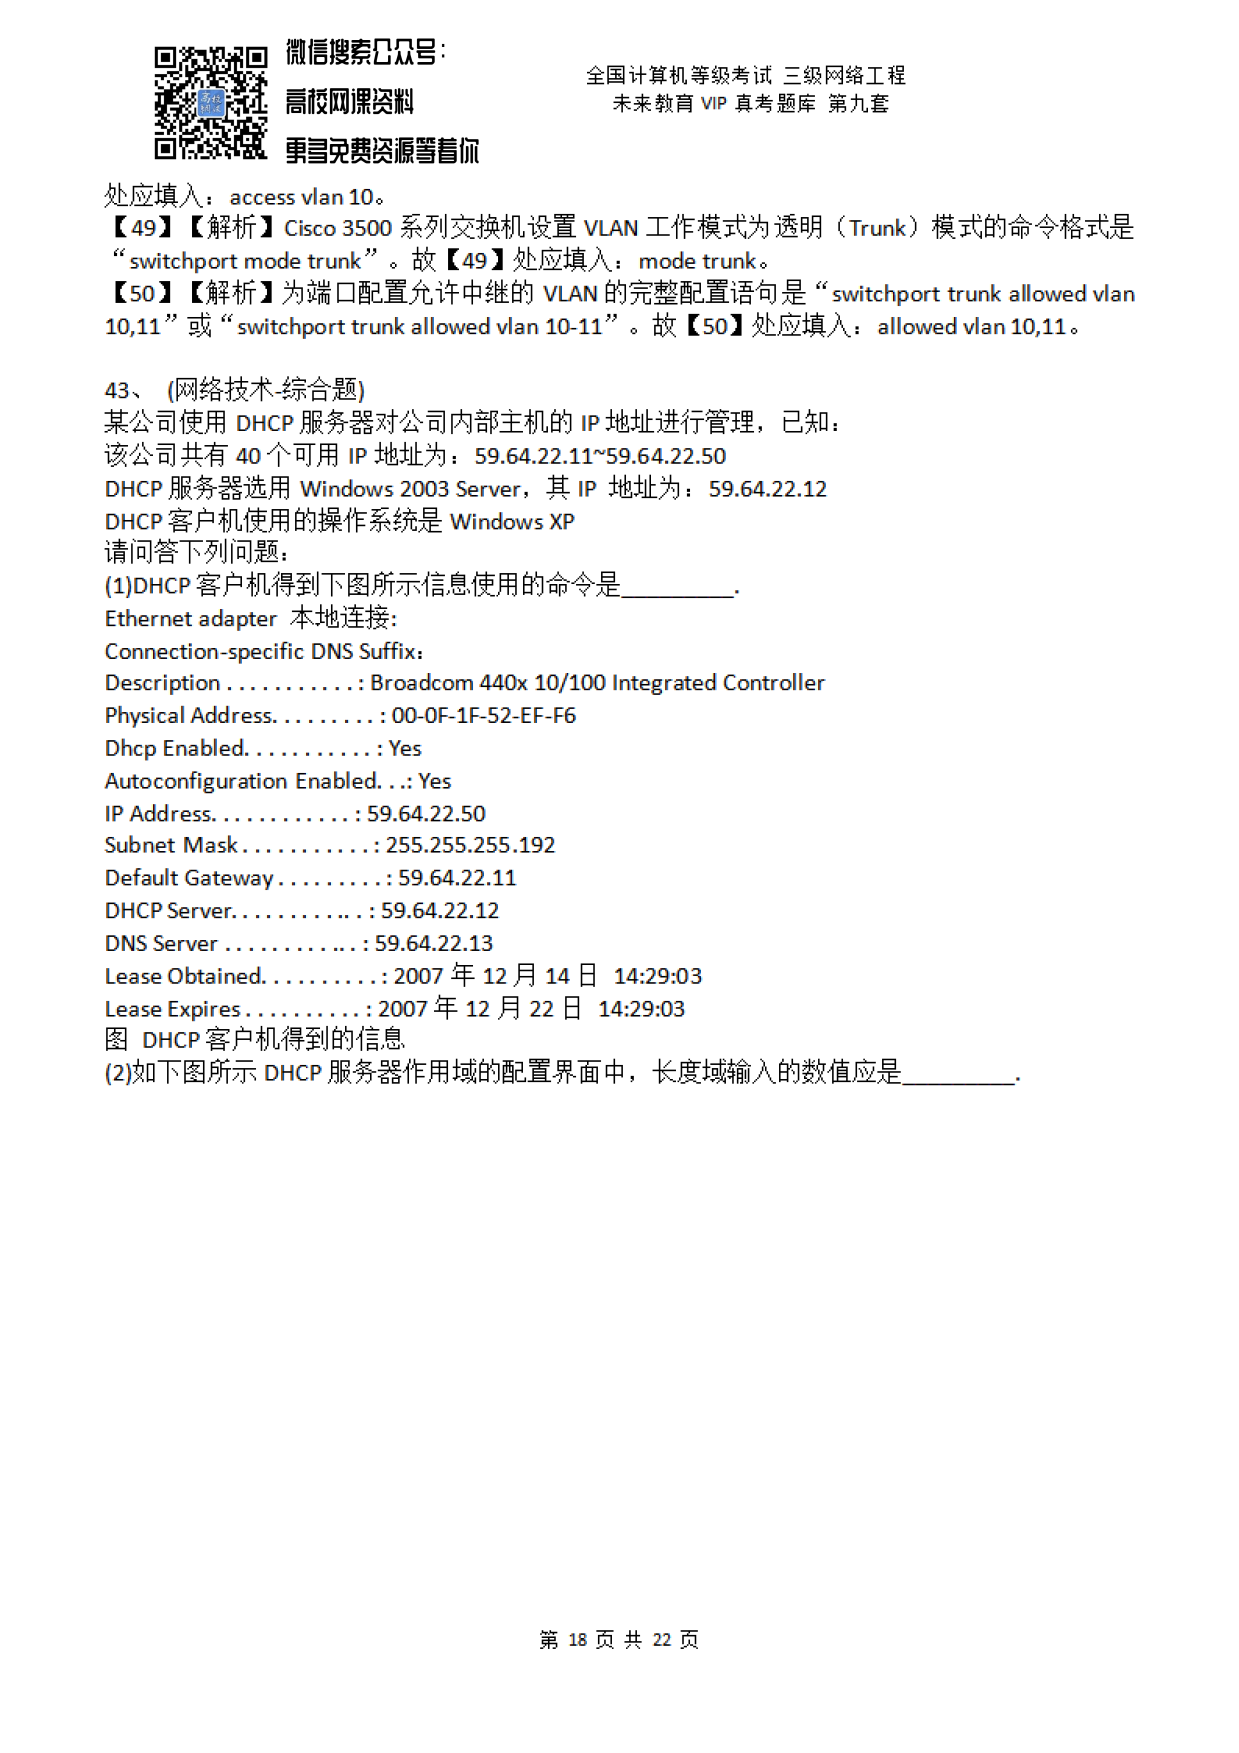 微信搜索公众号：
高校网课资料
更多免费资源等着你
全国计算机等级考试 三级网络工程
未来教育 VIP 真考题库 第九套
高校
网课
处应填入：access vlan 10。
【49】【解析】Cisco 3500 系列交换机设置 VLAN 工作模式为透明（Trunk）模式的命令格式是
“switchport mode trunk”。故【49】处应填入：mode trunk。
【50】【解析】为端口配置允许中继的 VLAN 的完整配置语句是“switchport trunk allowed vlan
10,11”或“switchport trunk allowed vlan 10-11”。故【50】处应填入：allowed vlan 10,11。
43、 (网络技术-综合题)
某公司使用 DHCP 服务器对公司内部主机的 IP 地址进行管理，已知：
该公司共有 40 个可用 IP 地址为：59.64.22.11~59.64.22.50
DHCP 服务器选用 Windows 2003 Server，其 IP 地址为：59.64.22.12
DHCP 客户机使用的操作系统是 Windows XP
请问答下列问题：
(1)DHCP 客户机得到下图所示信息使用的命令是_________.
Ethernet adapter 本地连接:
Connection-specific DNS Suffix：
Description . . . . . . . . . . . : Broadcom 440x 10/100 Integrated Controller
Physical Address. . . . . . . . . : 00-0F-1F-52-EF-F6
Dhcp Enabled. . . . . . . . . . . : Yes
Autoconfiguration Enabled. . .: Yes
IP Address. . . . . . . . . . . . : 59.64.22.50
Subnet Mask . . . . . . . . . . . : 255.255.255.192
Default Gateway . . . . . . . . . : 59.64.22.11
DHCP Server. . . . . . . . . .. . : 59.64.22.12
DNS Server . . . . . . . . . .. . : 59.64.22.13
Lease Obtained. . . . . . . . . . : 2007 年 12 月 14 日 14:29:03
Lease Expires . . . . . . . . . . : 2007 年 12 月 22 日 14:29:03
图 DHCP 客户机得到的信息
(2)如下图所示 DHCP 服务器作用域的配置界面中，长度域输入的数值应是_________.
第 18 页 共 22 页